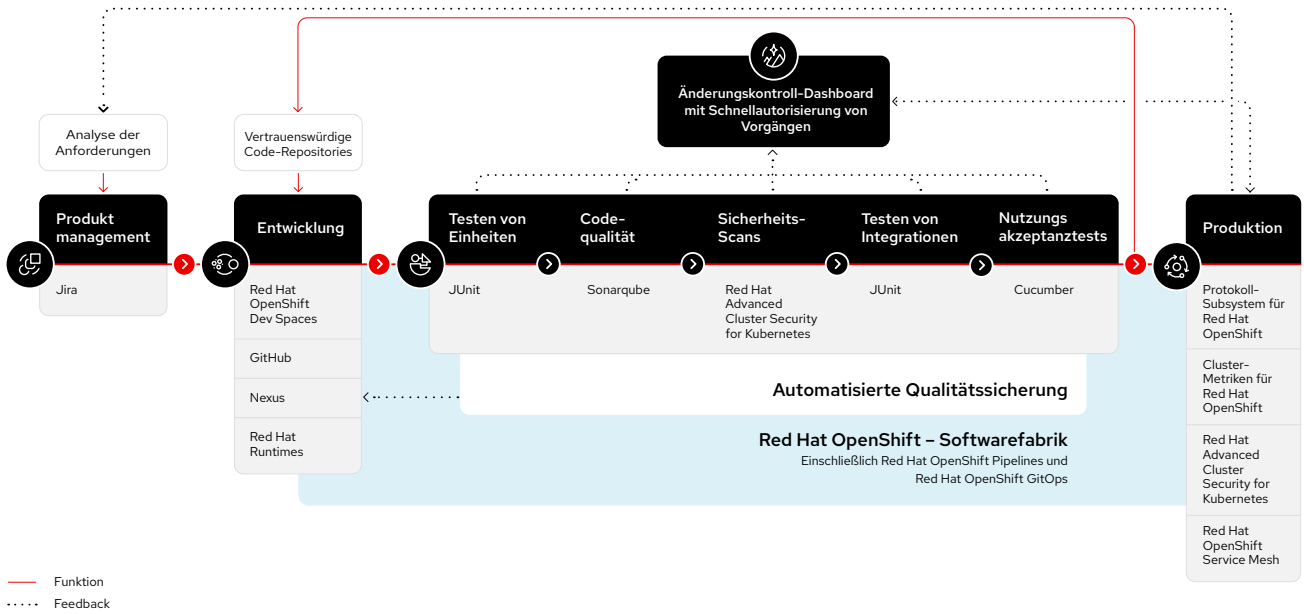 Änderungskontroll-Dashboard
mit Schnellautorisierung von
Vorgängen
Analyse der
Anforderungen
Vertrauenswürdige
Code-Repositories
Produkt
management
Jira
Entwicklung
Red Hat
OpenShift
Dev Spaces
GitHub
Nexus
Red Hat
Runtimes
Testen von
Einheiten
JUnit
Code-
qualität
Sonarqube
Sicherheits-
Scans
Red Hat
Advanced
Cluster Security
for Kubernetes
Testen von
Integrationen
JUnit
Nutzungs
akzeptanztests
Cucumber
Produktion
Protokoll-
Subsystem für
Red Hat
OpenShift
Cluster-
Metriken für
Red Hat
OpenShift
Red Hat
Advanced
Cluster
Security for
Kubernetes
Red Hat
OpenShift
Service Mesh
Automatisierte Qualitätssicherung
Red Hat OpenShift – Softwarefabrik
Einschließlich Red Hat OpenShift Pipelines und
Red Hat OpenShift GitOps
Funktion
Feedback